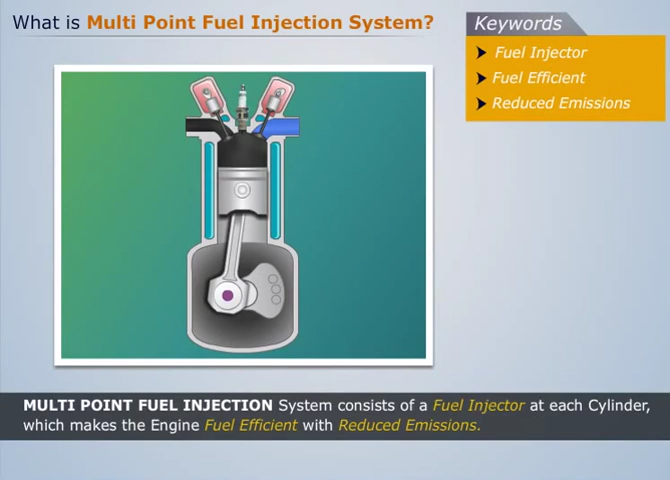 What is Multi Point Fuel Injection System?
Keywords
Fuel Injector
Fuel Efficient
Reduced Emissions
MULTI POINT FUEL INJECTION System consists of a Fuel Injector at each Cylinder,
which makes the Engine Fuel Efficient with Reduced Emissions.